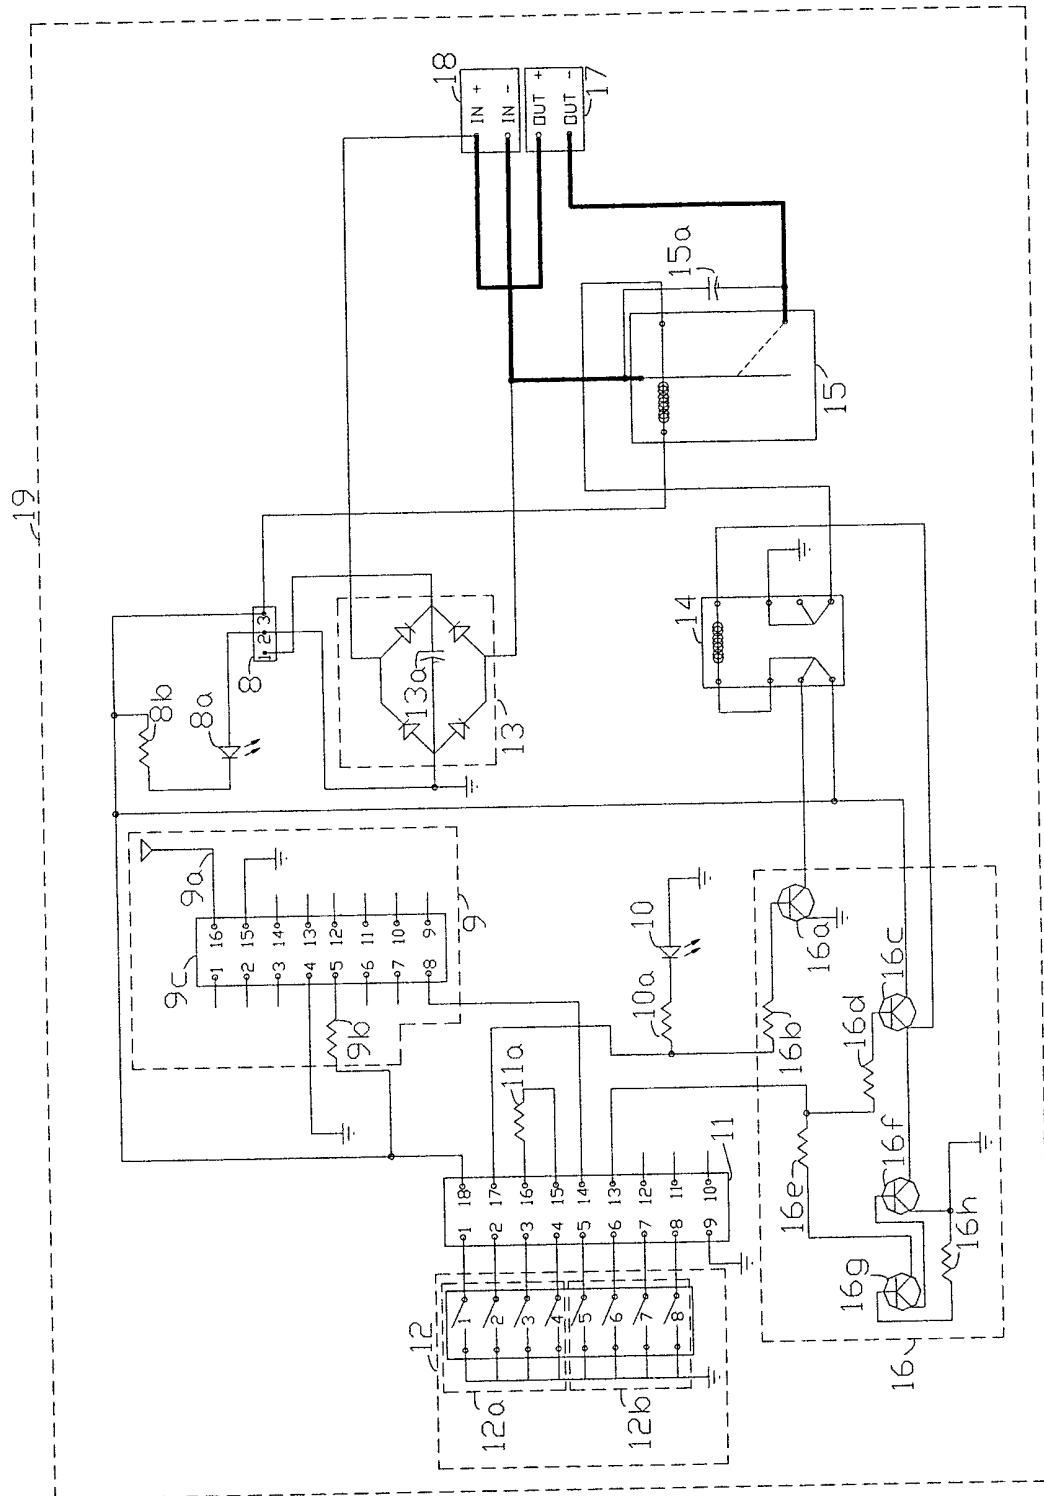 19
18
IN +
IN -
OUT +
OUT -
17
15a
15
8b
8a
8
1 2 3
13a
13
14
9a
9c
9
9b
1 16
2 15
3 14
4 13
5 12
6 11
7 10
8 9
10
10a
11a
11
1 18
2 17
3 16
4 15
5 14
6 13
7 12
8 11
9 10
12
12a
12b
1
2
3
4
5
6
7
8
16a
16b
16c
16d
16e
16f
16g
16h
16